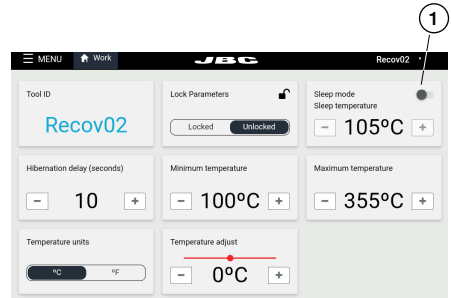 1
MENU Work JBC Recov02
Tool ID
Recov02
Lock Parameters
Locked Unlocked
Sleep mode
Sleep temperature
- 105ºC +
Hibernation delay (seconds)
- 10 +
Minimum temperature
- 100ºC +
Maximum temperature
- 355ºC +
Temperature units
ºC ºF
Temperature adjust
- 0ºC +